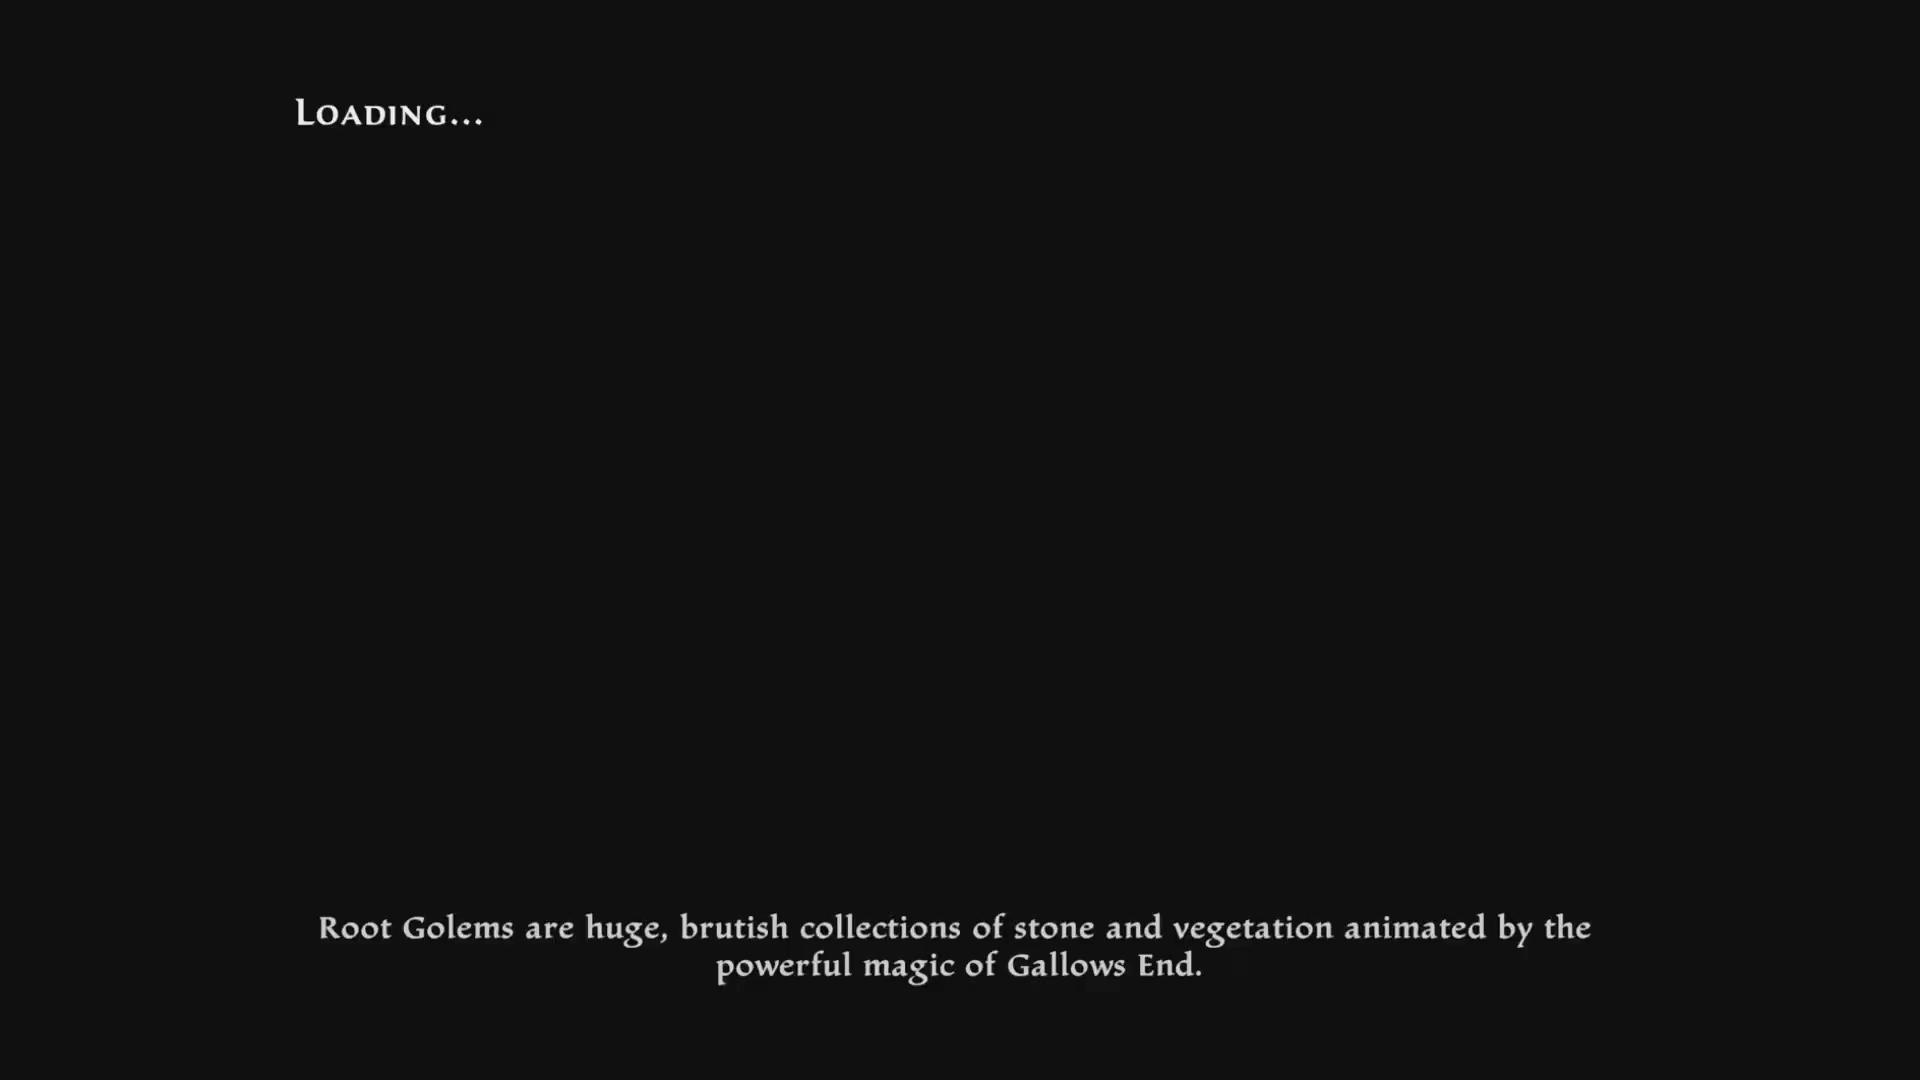 Loading...
Root Golems are huge, brutish collections of stone and vegetation animated by the
powerful magic of Gallows End.